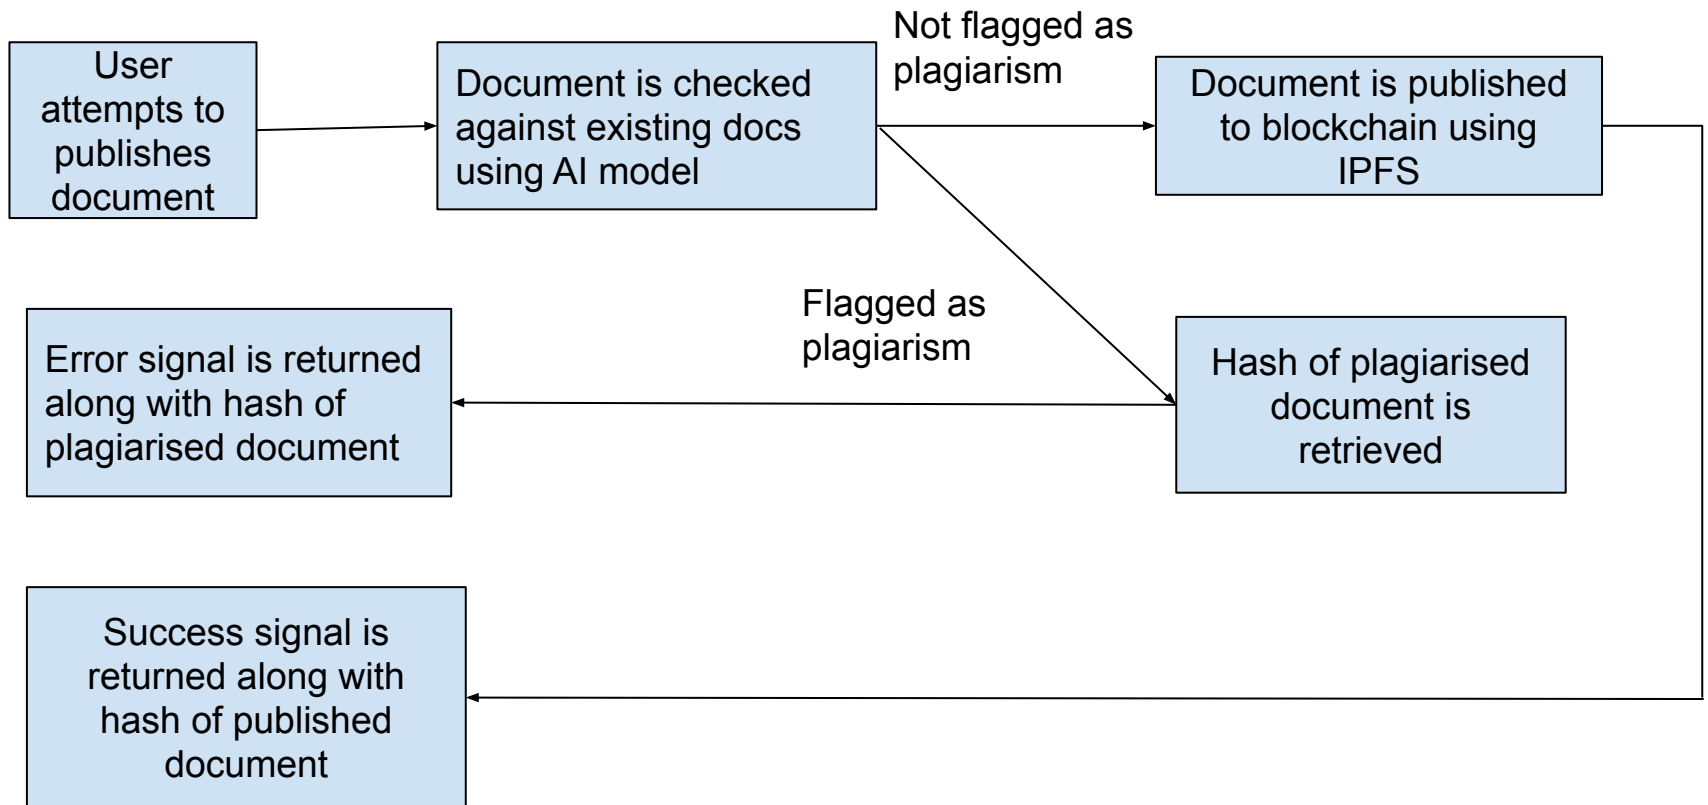 User
attempts to
publishes
document
Document is checked
against existing docs
using AI model
Not flagged as
plagiarism
Document is published
to blockchain using
IPFS
Flagged as
plagiarism
Hash of plagiarised
document is
retrieved
Error signal is returned
along with hash of
plagiarised document
Success signal is
returned along with
hash of published
document